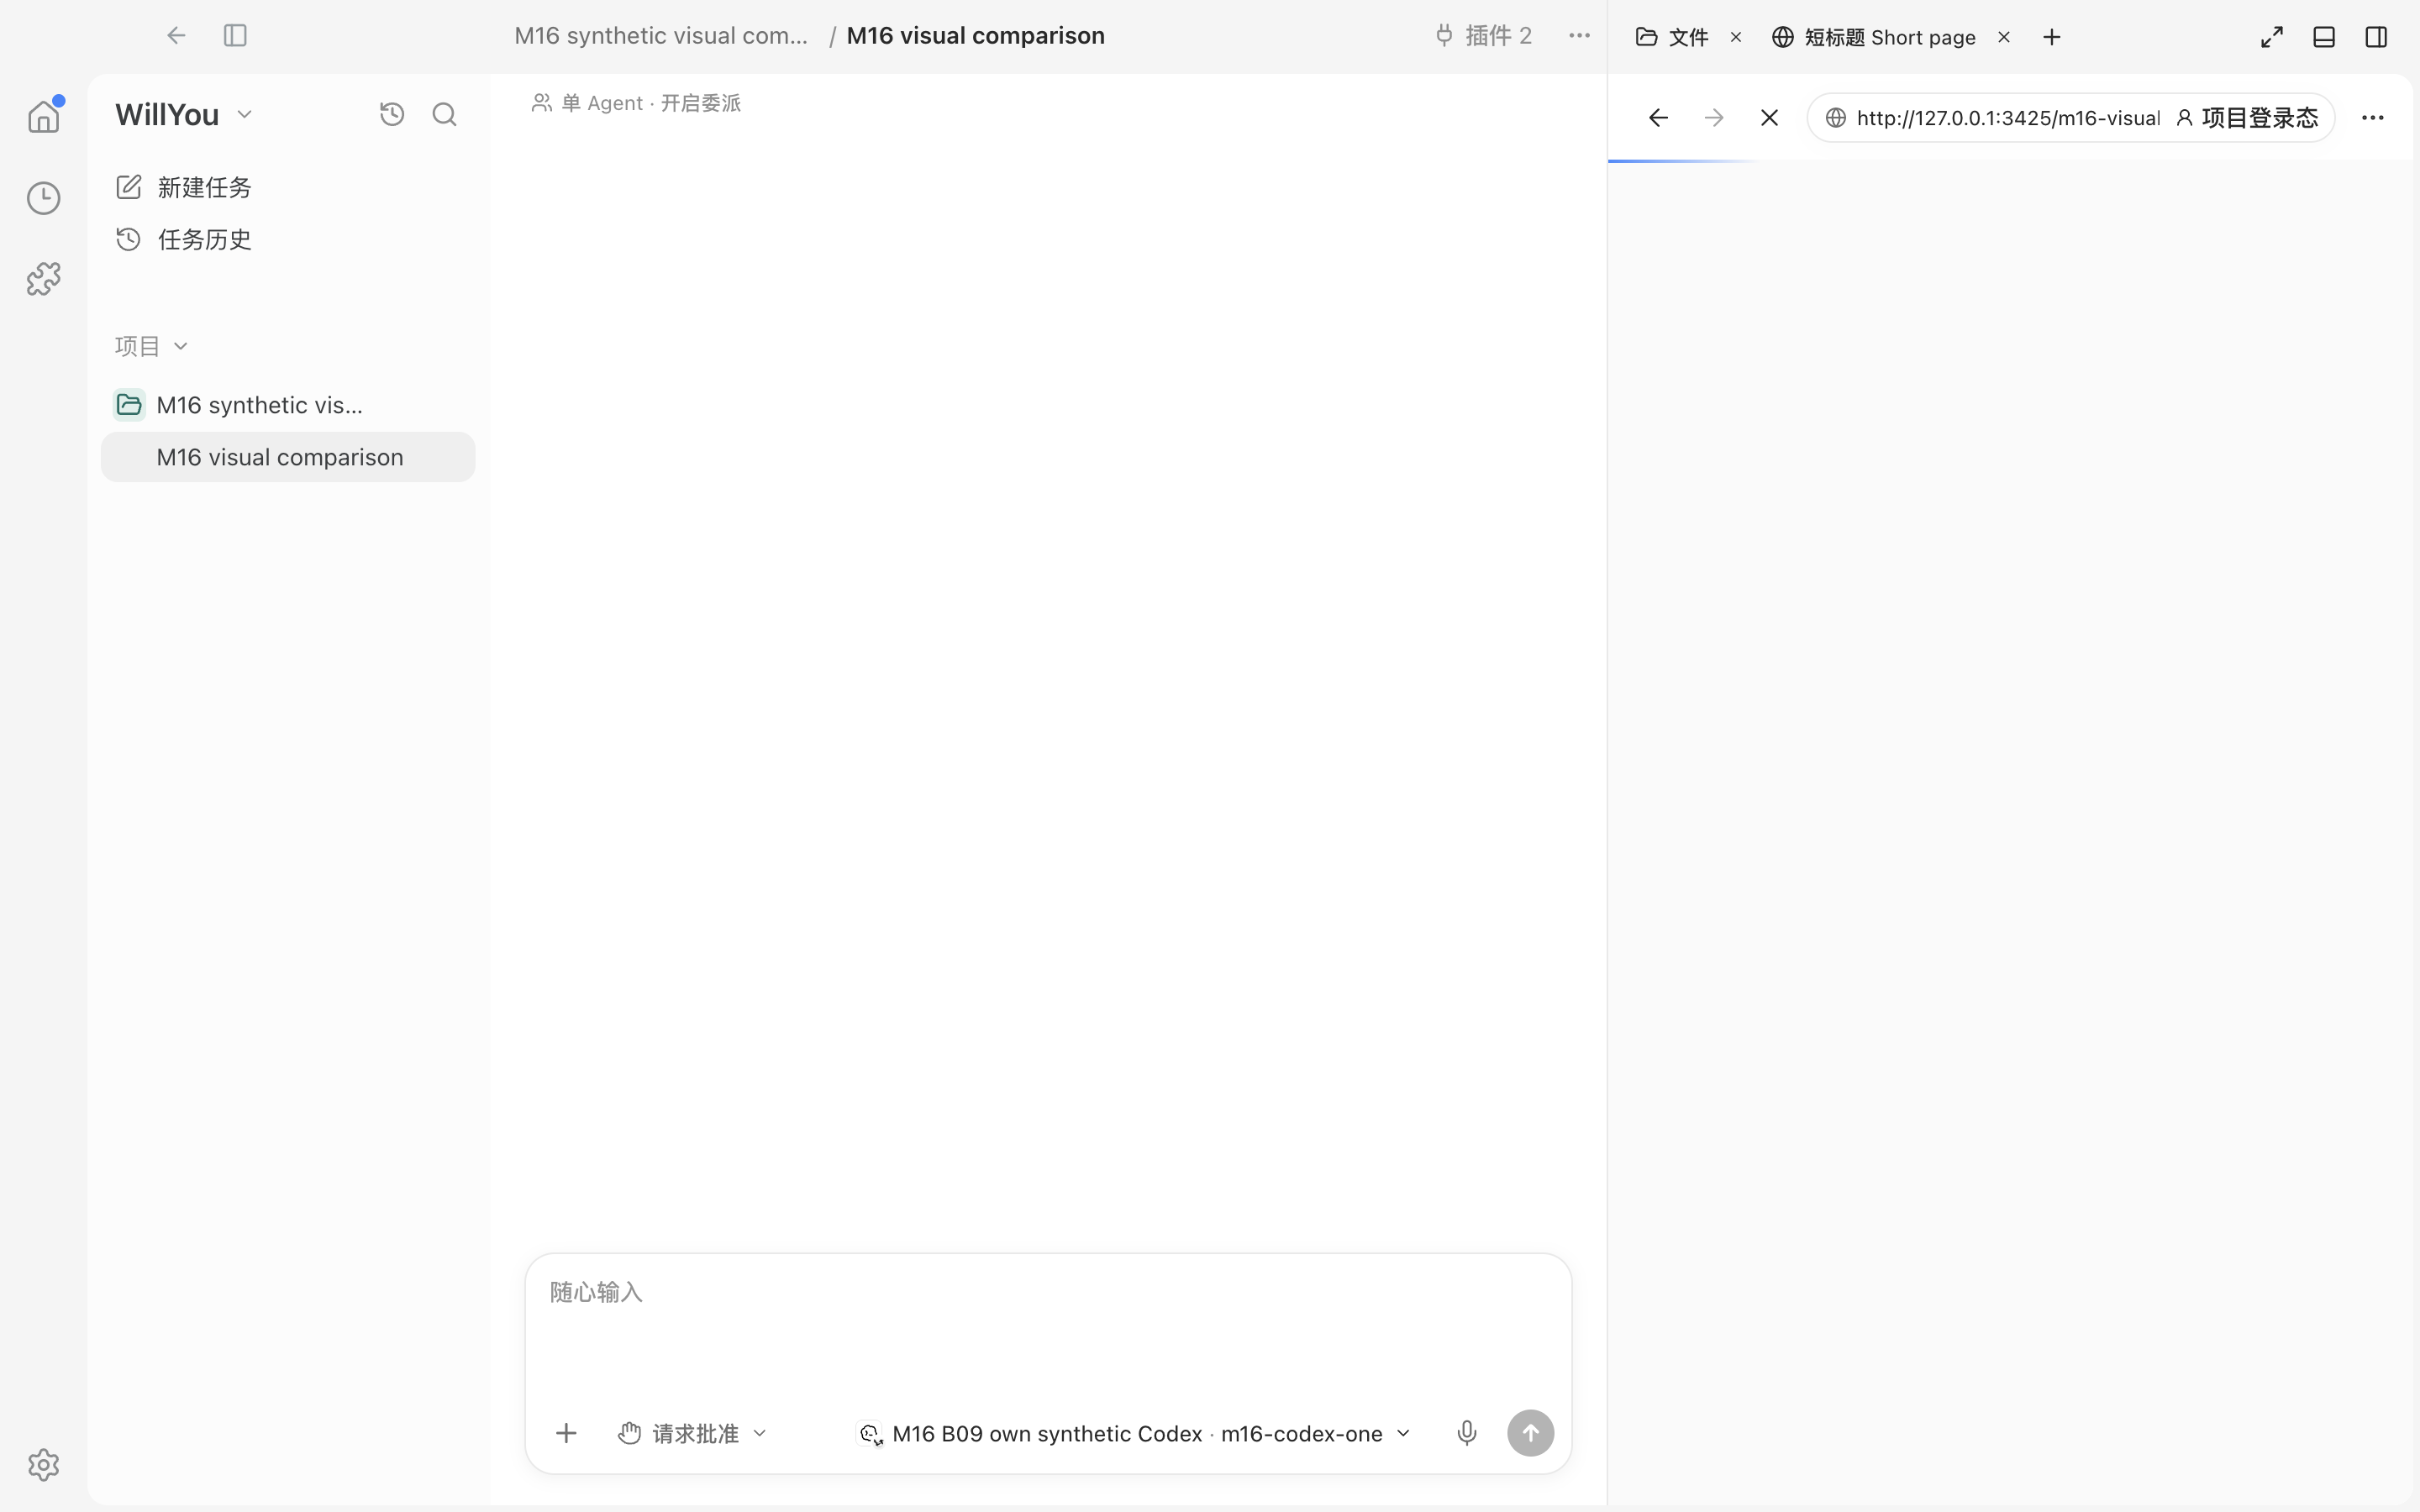 M16 synthetic visual com... / M16 visual comparison
插件 2
文件
短标题 Short page
WillYou
单 Agent · 开启委派
http://127.0.0.1:3425/m16-visual
项目登录态
新建任务
任务历史
项目
M16 synthetic vis...
M16 visual comparison
随心输入
请求批准
M16 B09 own synthetic Codex · m16-codex-one